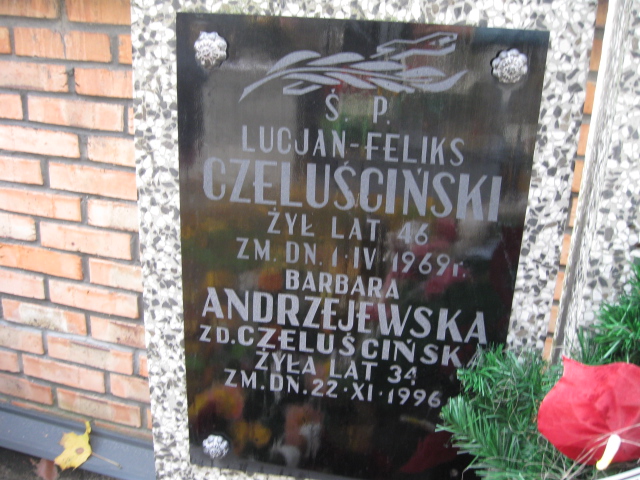 Ś. P.
LUCJAN-FELIKS
CZELUŚCIŃSKI
ŻYŁ LAT 46
ZM. DN. 1·IV·1969r.
BARBARA
ANDRZEJEWSKA
ZD. CZELUŚCIŃSK
ŻYŁA LAT 34
ZM. DN. 22·XI·1996